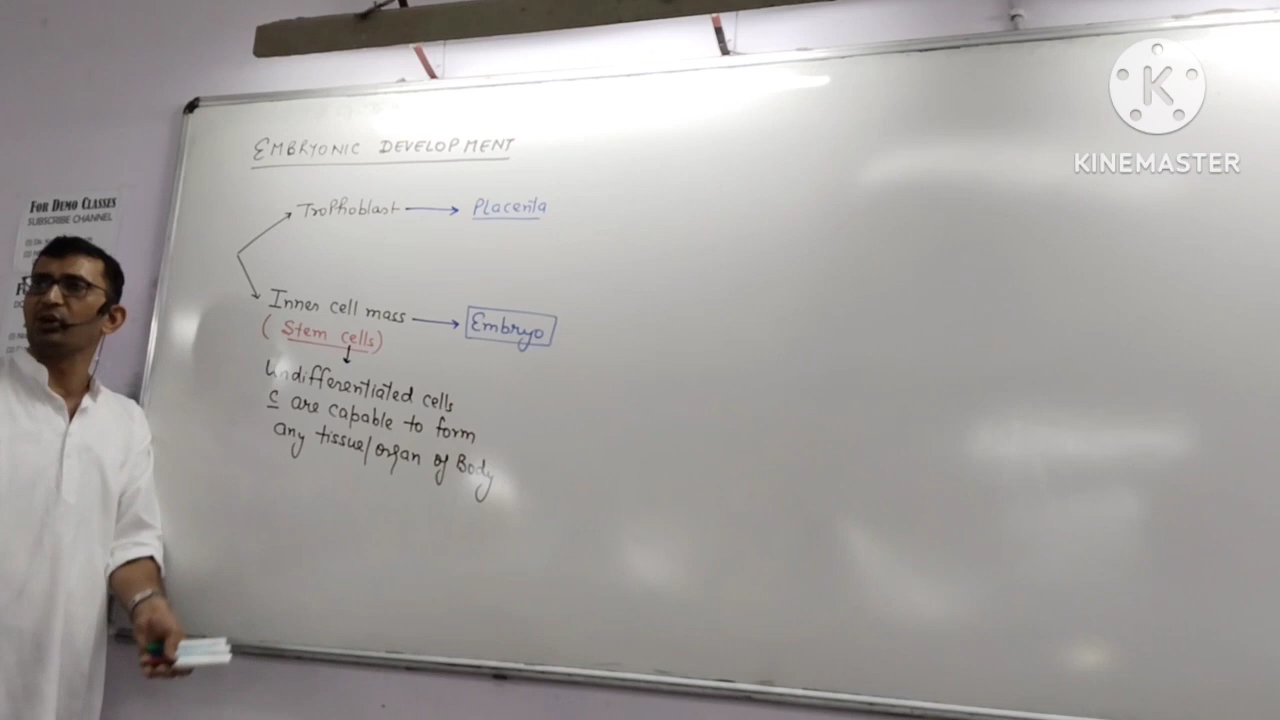 FOR DEMO CLASSES
SUBSCRIBE CHANNEL
K
KINEMASTER
EMBRYONIC DEVELOPMENT
Trophoblast → Placenta
Inner cell mass → Embryo
(Stem cells)
Undifferentiated cells
c are capable to form
any tissue/organ of Body